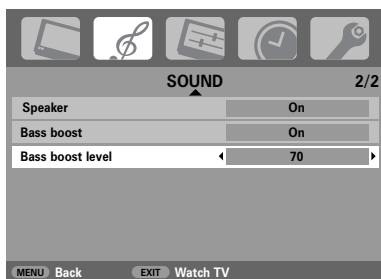 SOUND 2/2
Speaker On
Bass boost On
Bass boost level 70
MENU Back EXIT Watch TV